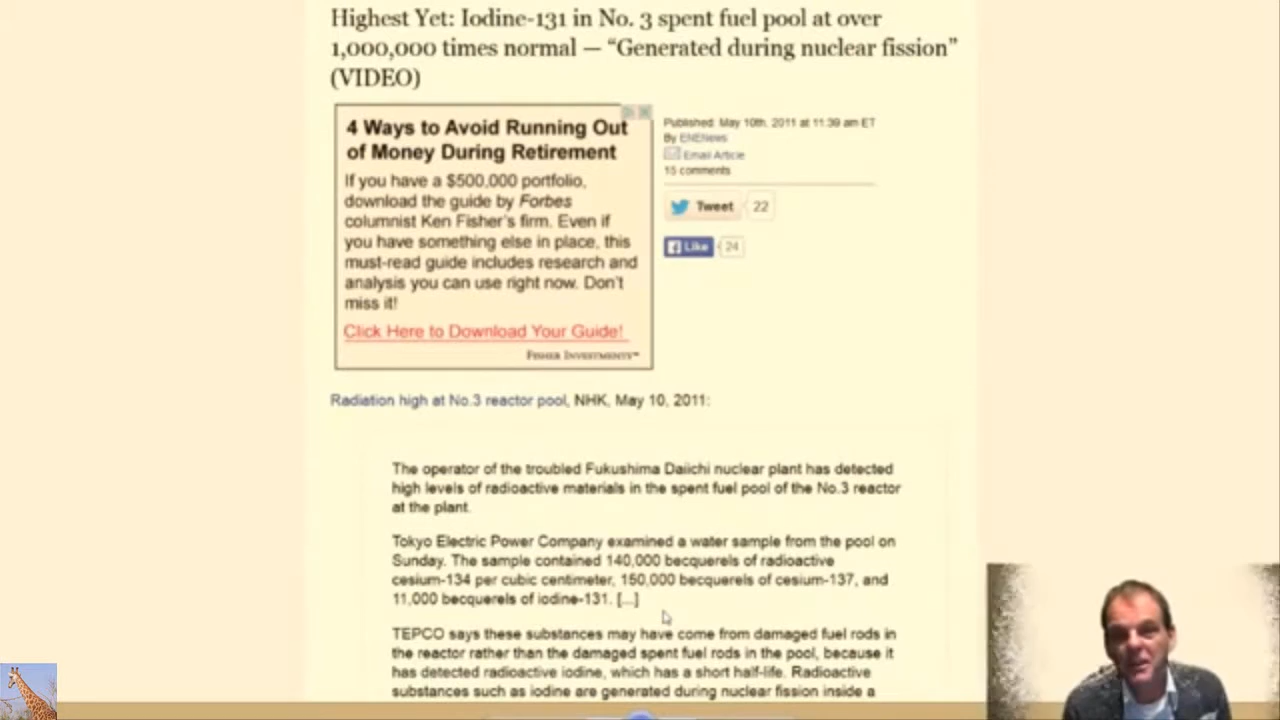 Highest Yet: Iodine-131 in No. 3 spent fuel pool at over
1,000,000 times normal — “Generated during nuclear fission”
(VIDEO)
4 Ways to Avoid Running Out
of Money During Retirement
If you have a $500,000 portfolio,
download the guide by Forbes
columnist Ken Fisher's firm. Even if
you have something else in place, this
must-read guide includes research and
analysis you can use right now. Don't
miss it!
Click Here to Download Your Guide!
FISHER INVESTMENTS™
Published: May 10th, 2011 at 11:39 am ET
By ENENews
Email Article
15 comments
Tweet 22
Like 24
Radiation high at No.3 reactor pool, NHK, May 10, 2011:
The operator of the troubled Fukushima Daiichi nuclear plant has detected
high levels of radioactive materials in the spent fuel pool of the No.3 reactor
at the plant.
Tokyo Electric Power Company examined a water sample from the pool on
Sunday. The sample contained 140,000 becquerels of radioactive
cesium-134 per cubic centimeter, 150,000 becquerels of cesium-137, and
11,000 becquerels of iodine-131. [...]
TEPCO says these substances may have come from damaged fuel rods in
the reactor rather than the damaged spent fuel rods in the pool, because it
has detected radioactive iodine, which has a short half-life. Radioactive
substances such as iodine are generated during nuclear fission inside a